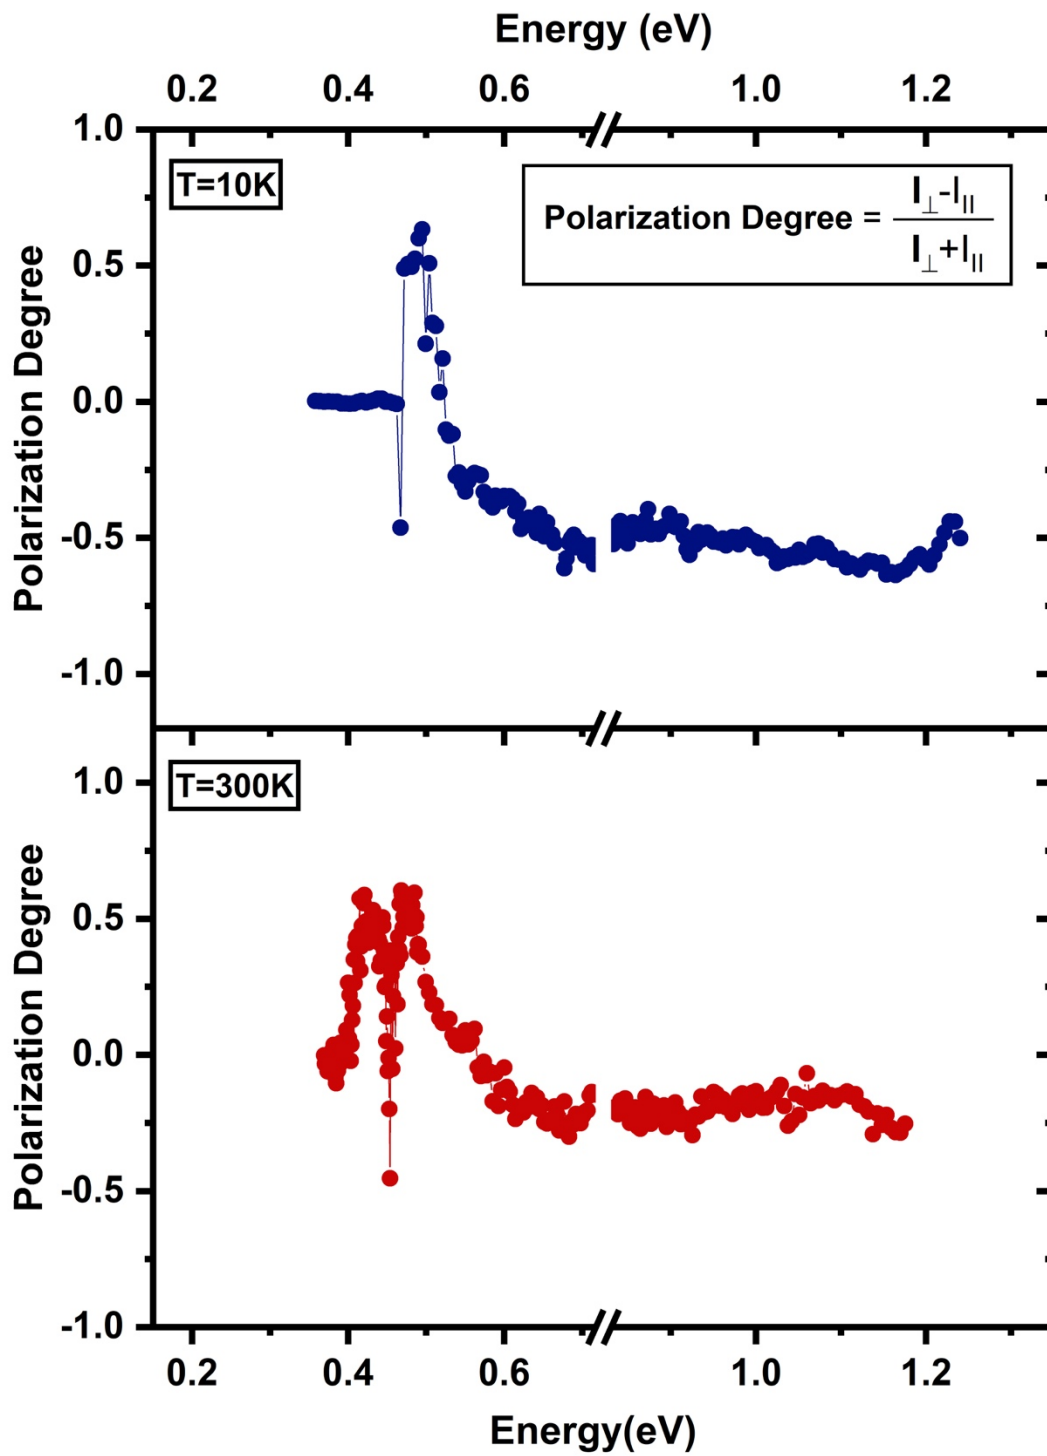 Energy (eV)
0.2 0.4 0.6 1.0 1.2
1.0
T=10K
Polarization Degree = I⊥-I||
I⊥+I||
0.5
0.0
-0.5
-1.0
Polarization Degree
T=300K
1.0
0.5
0.0
-0.5
-1.0
Polarization Degree
0.2 0.4 0.6 1.0 1.2
Energy(eV)